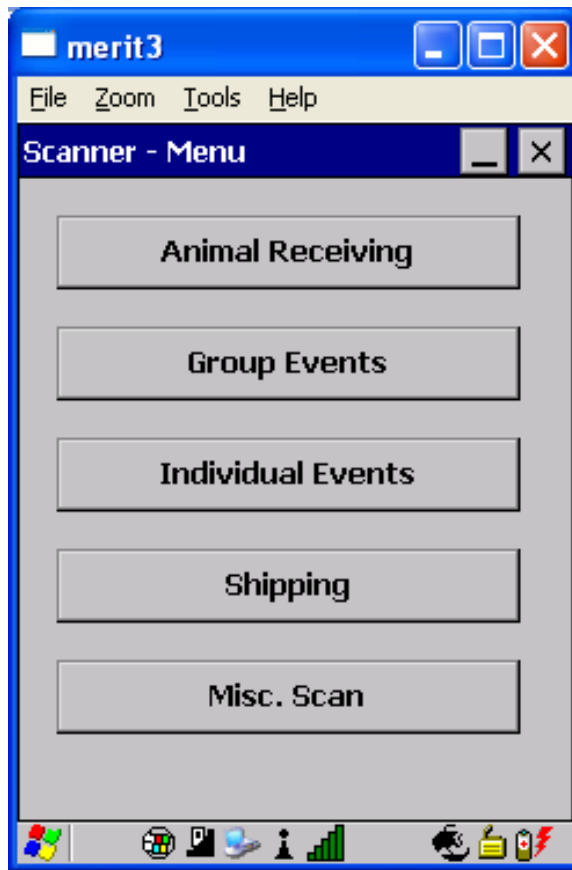 merit3
File Zoom Tools Help
Scanner - Menu
Animal Receiving
Group Events
Individual Events
Shipping
Misc. Scan